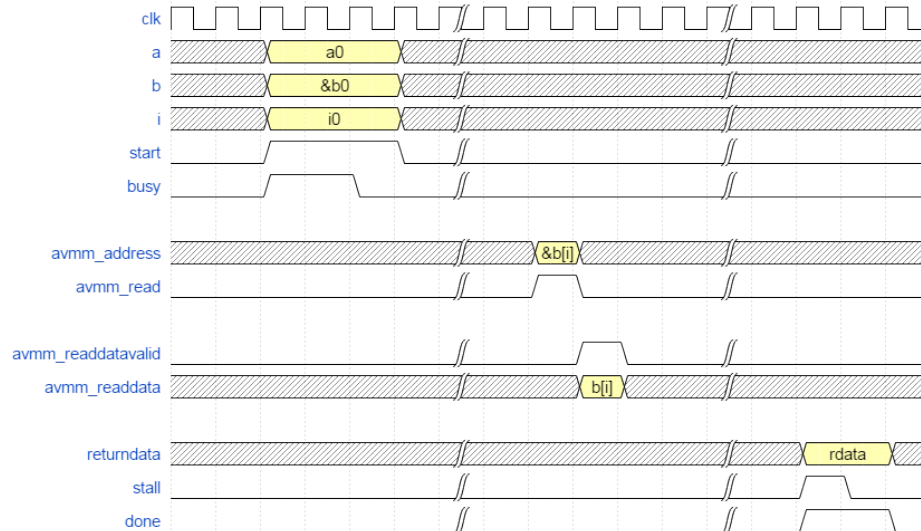 clk
a a0
b &b0
i i0
start
busy
avmm_address &b[i]
avmm_read
avmm_readdatavalid
avmm_readdata b[i]
returndata rdata
stall
done